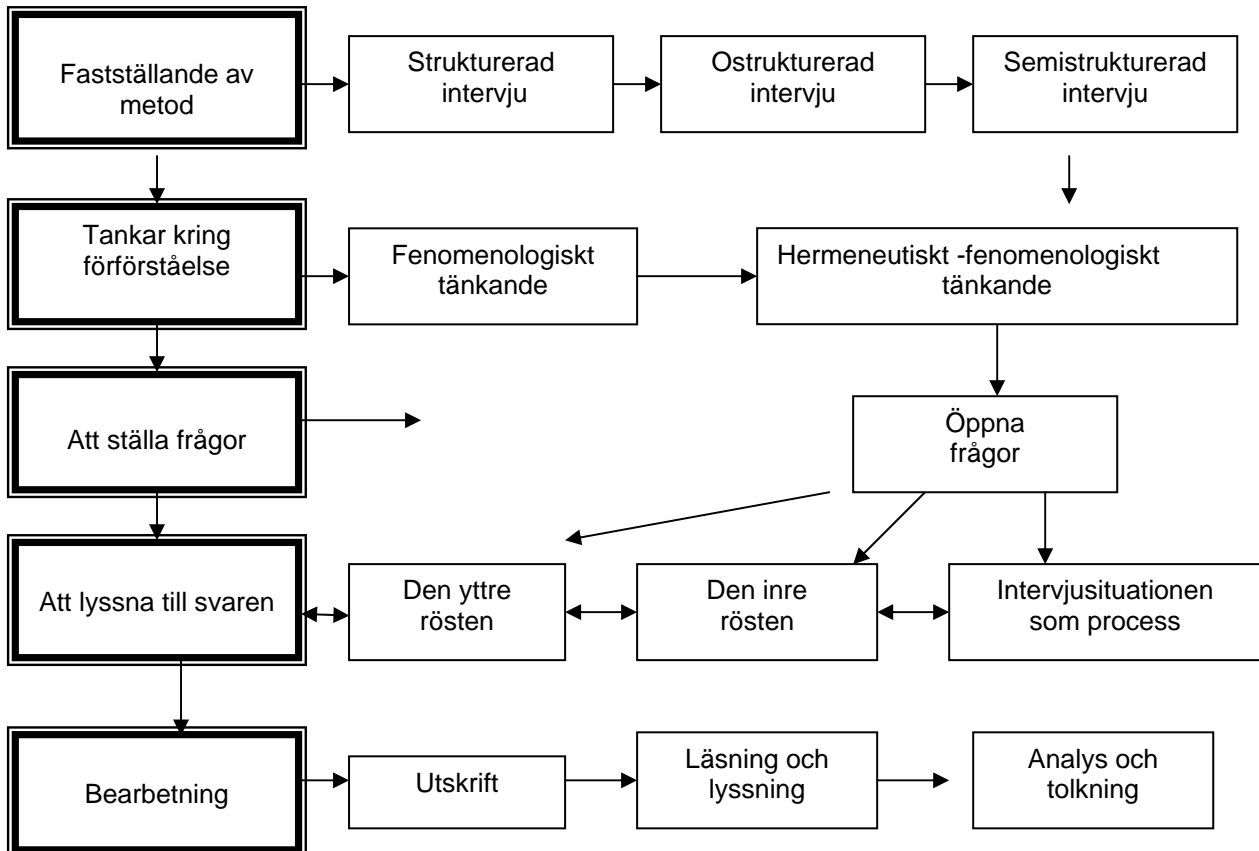 Fastställande av
metod
Strukturerad
intervju
Ostrukturerad
intervju
Semistrukturerad
intervju
Tankar kring
förförståelse
Fenomenologiskt
tänkande
Hermeneutiskt -fenomenologiskt
tänkande
Att ställa frågor
Öppna
frågor
Att lyssna till svaren
Den yttre
rösten
Den inre
rösten
Intervjusituationen
som process
Bearbetning
Utskrift
Läsning och
lyssning
Analys och
tolkning